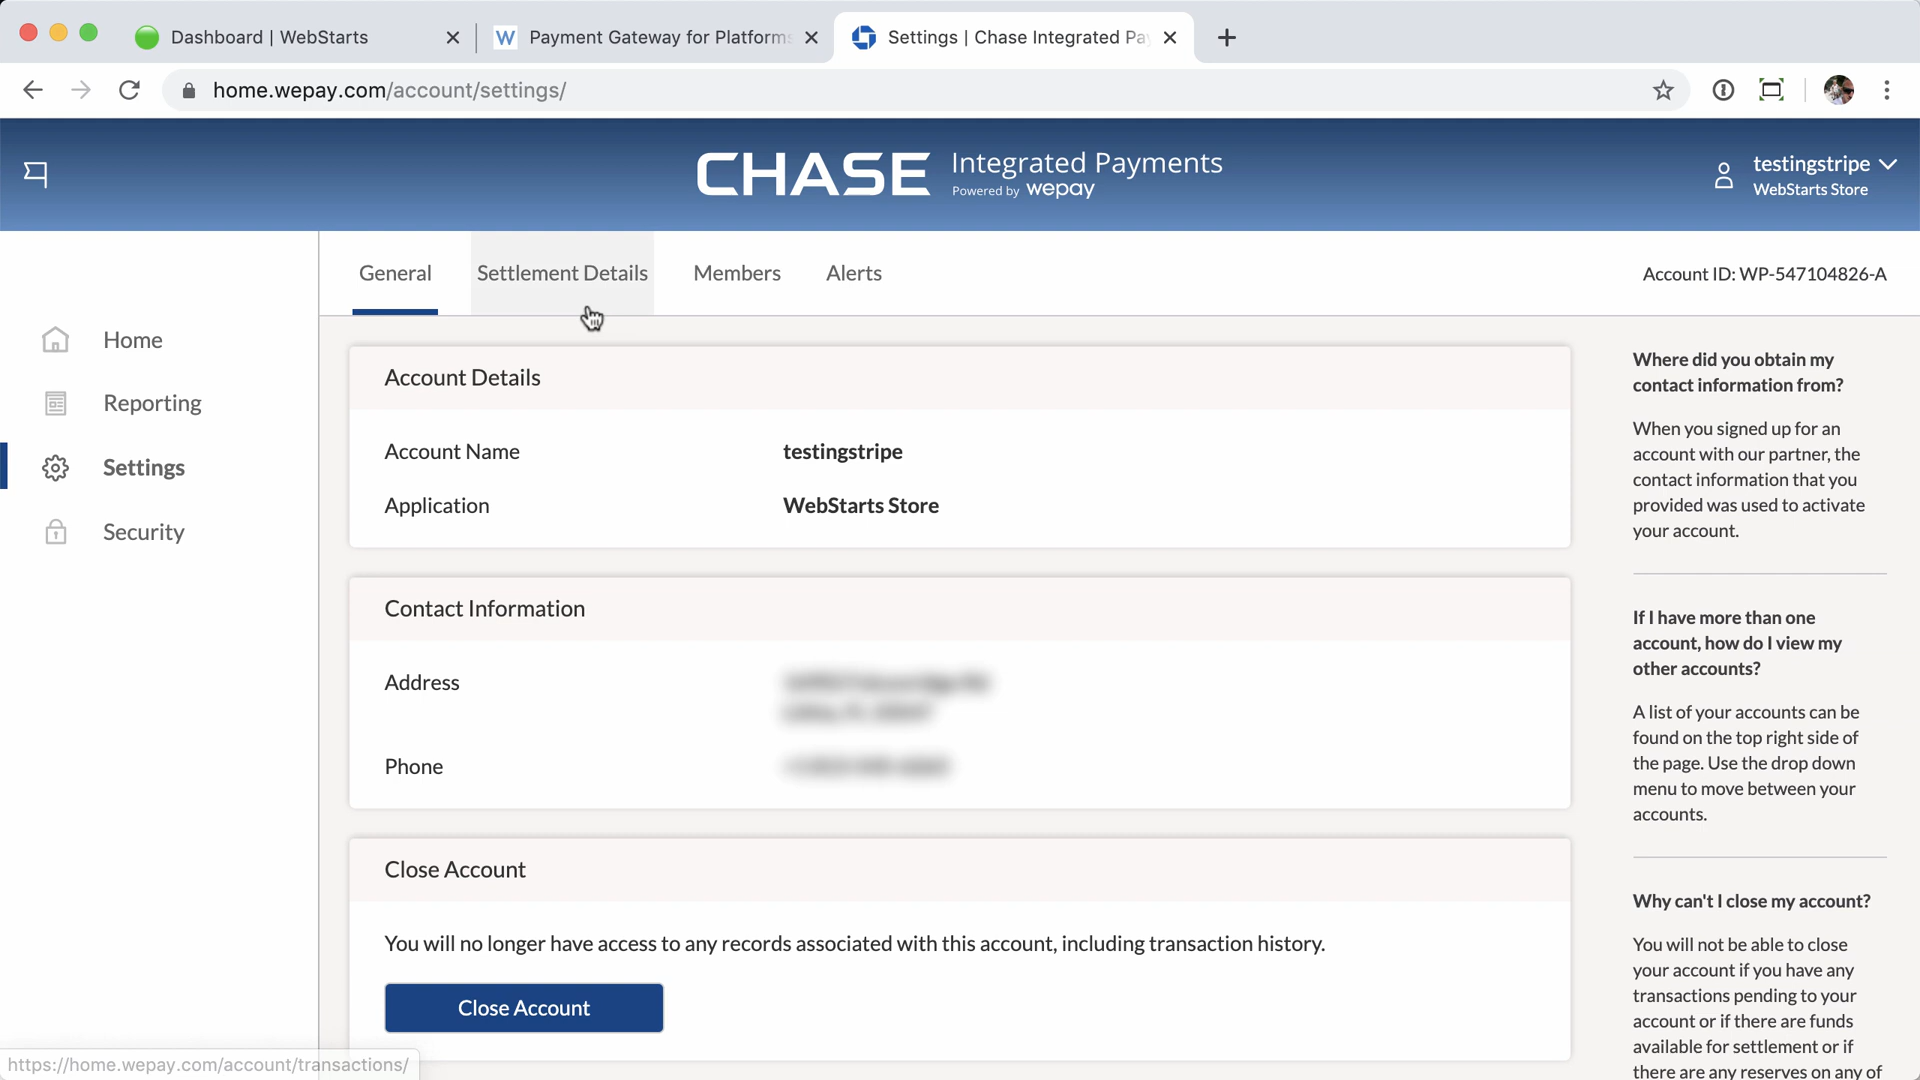 Dashboard | WebStarts
W Payment Gateway for Platforms
Settings | Chase Integrated Pay
home.wepay.com/account/settings/
CHASE Integrated Payments
Powered by wepay
testingstripe
WebStarts Store
General
Settlement Details
Members
Alerts
Account ID: WP-547104826-A
Home
Reporting
Settings
Security
Account Details
Account Name testingstripe
Application WebStarts Store
Contact Information
Address
Phone
Close Account
You will no longer have access to any records associated with this account, including transaction history.
Close Account
Where did you obtain my
contact information from?
When you signed up for an
account with our partner, the
contact information that you
provided was used to activate
your account.
If I have more than one
account, how do I view my
other accounts?
A list of your accounts can be
found on the top right side of
the page. Use the drop down
menu to move between your
accounts.
Why can't I close my account?
You will not be able to close
your account if you have any
transactions pending to your
account or if there are funds
available for settlement or if
there are any reserves on any of
https://home.wepay.com/account/transactions/